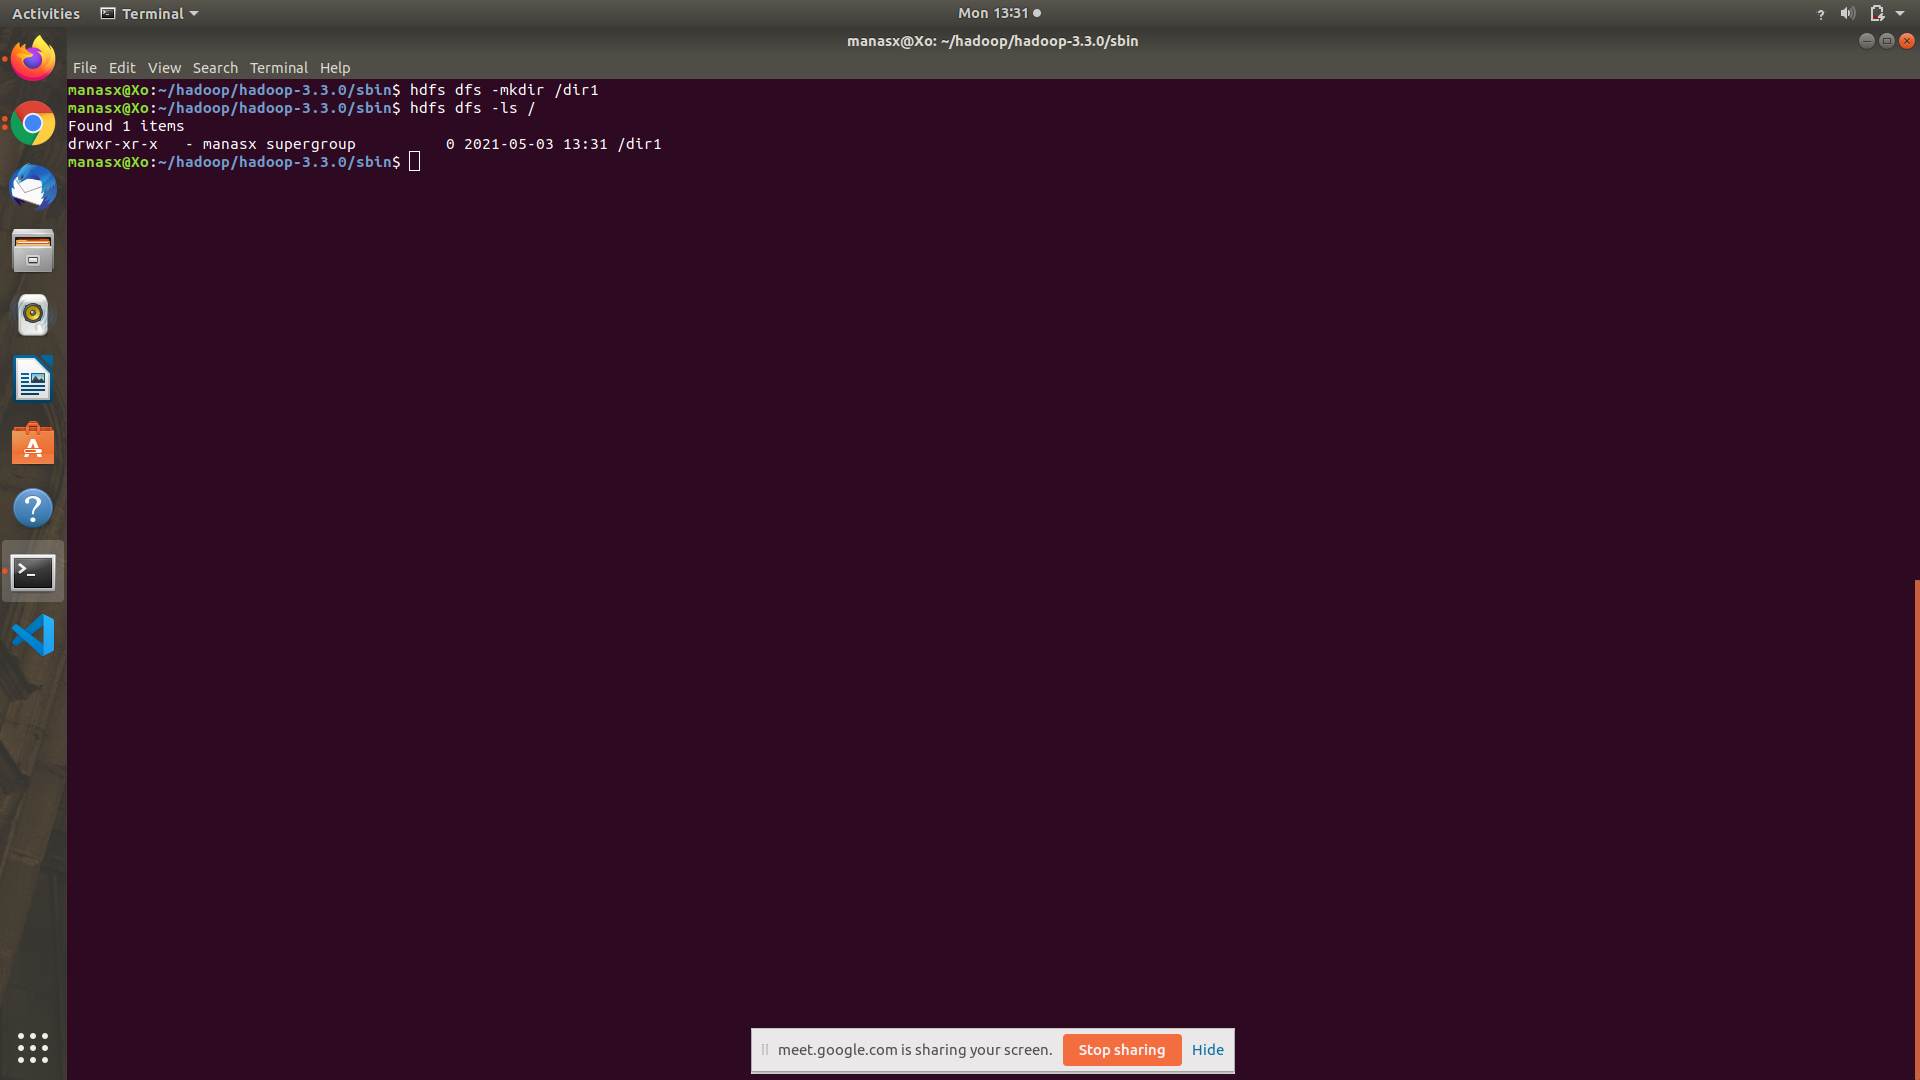 Activities Terminal Mon 13:31 ?
manasx@Xo: ~/hadoop/hadoop-3.3.0/sbin
File Edit View Search Terminal Help
manasx@Xo:~/hadoop/hadoop-3.3.0/sbin$ hdfs dfs -mkdir /dir1
manasx@Xo:~/hadoop/hadoop-3.3.0/sbin$ hdfs dfs -ls /
Found 1 items
drwxr-xr-x   - manasx supergroup          0 2021-05-03 13:31 /dir1
manasx@Xo:~/hadoop/hadoop-3.3.0/sbin$
meet.google.com is sharing your screen. Stop sharing Hide